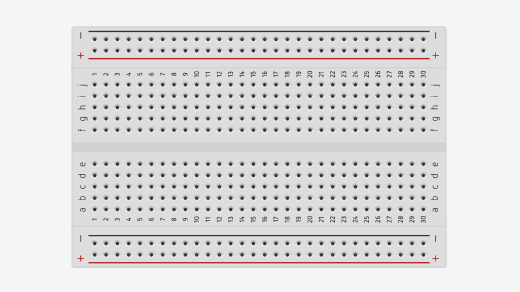 − −
+ +
1 2 3 4 5 6 7 8 9 10 11 12 13 14 15 16 17 18 19 20 21 22 23 24 25 26 27 28 29 30
j j
i i
h h
g g
f f
e e
d d
c c
b b
a a
1 2 3 4 5 6 7 8 9 10 11 12 13 14 15 16 17 18 19 20 21 22 23 24 25 26 27 28 29 30
− −
+ +